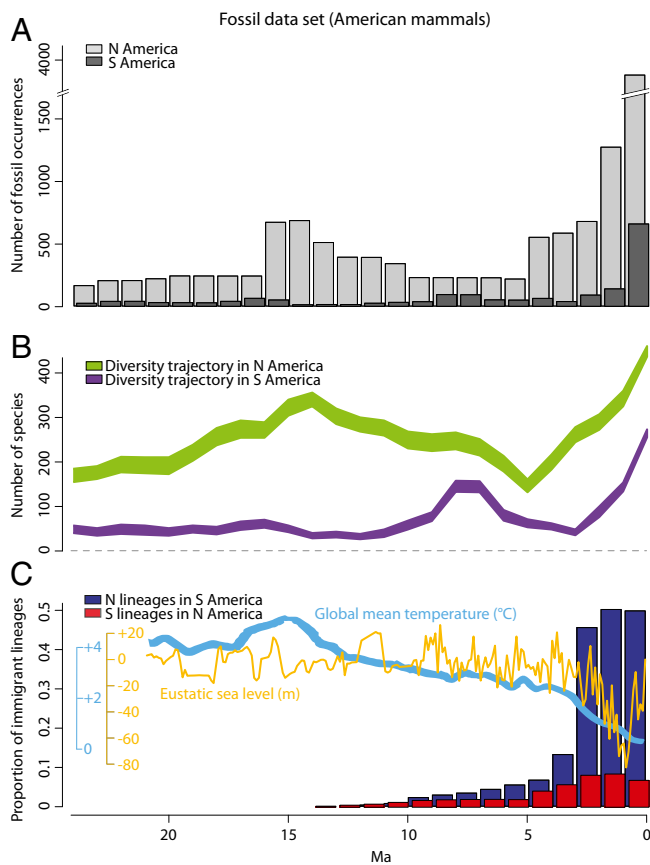 Fossil data set (American mammals)
A
N America
S America
4000
1500
1000
500
0
Number of fossil occurrences
B
Diversity trajectory in N America
Diversity trajectory in S America
400
300
200
100
0
Number of species
C
N lineages in S America
S lineages in N America
Global mean temperature (°C)
Eustatic sea level (m)
0.5
0.4
0.3
0.2
0.1
0
Proportion of immigrant lineages
+4
+2
0
+20
0
-20
-40
-60
-80
20
15
10
5
0
Ma